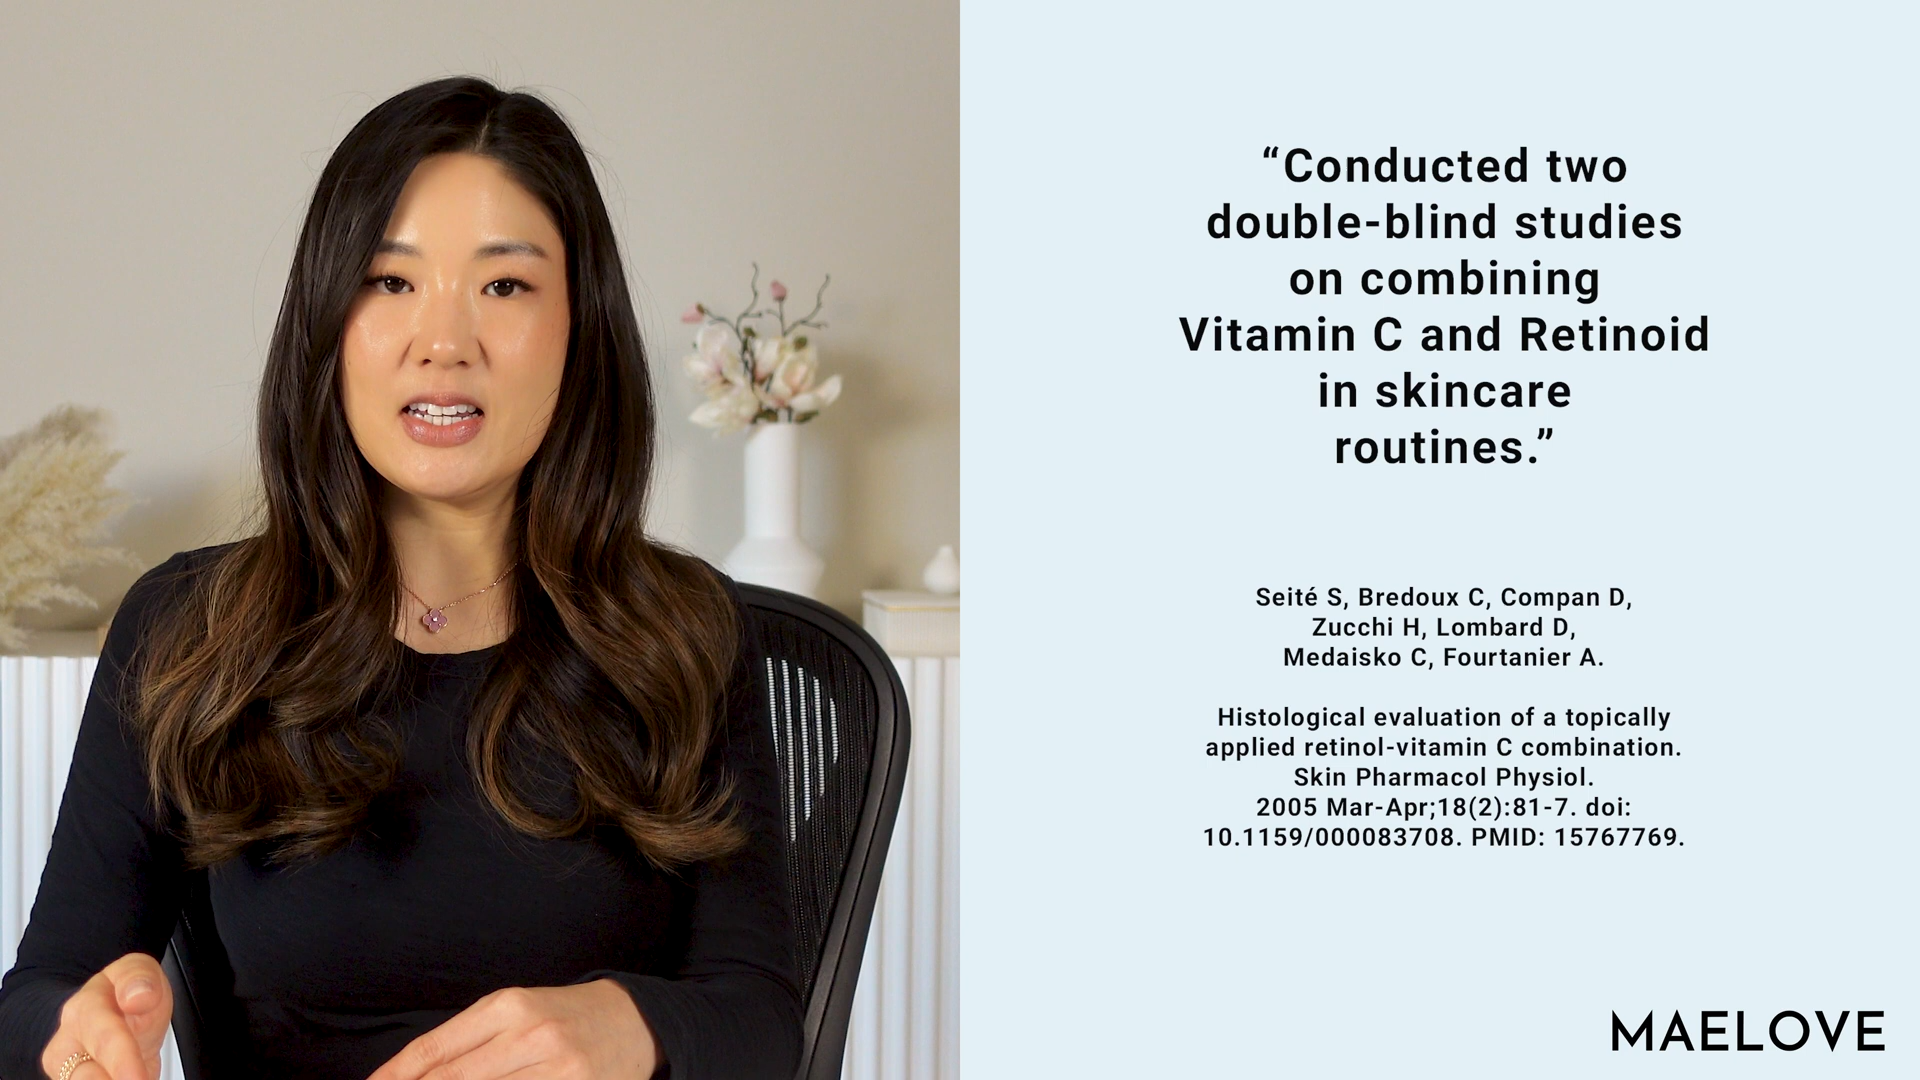 “Conducted two
double-blind studies
on combining
Vitamin C and Retinoid
in skincare
routines.”
Seité S, Bredoux C, Compan D,
Zucchi H, Lombard D,
Medaisko C, Fourtanier A.
Histological evaluation of a topically
applied retinol-vitamin C combination.
Skin Pharmacol Physiol.
2005 Mar-Apr;18(2):81-7. doi:
10.1159/000083708. PMID: 15767769.
MAELOVE